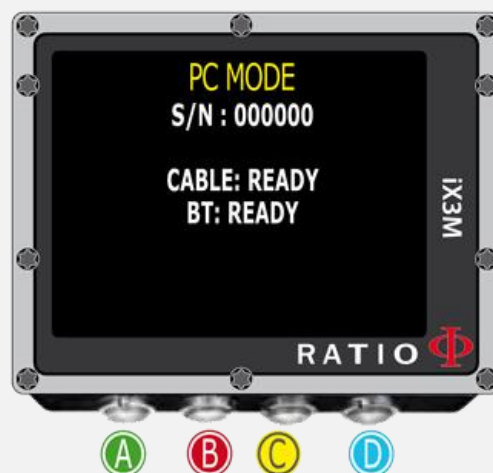 PC MODE
S/N : 000000
CABLE: READY
BT: READY
iX3M
RATIO
A B C D